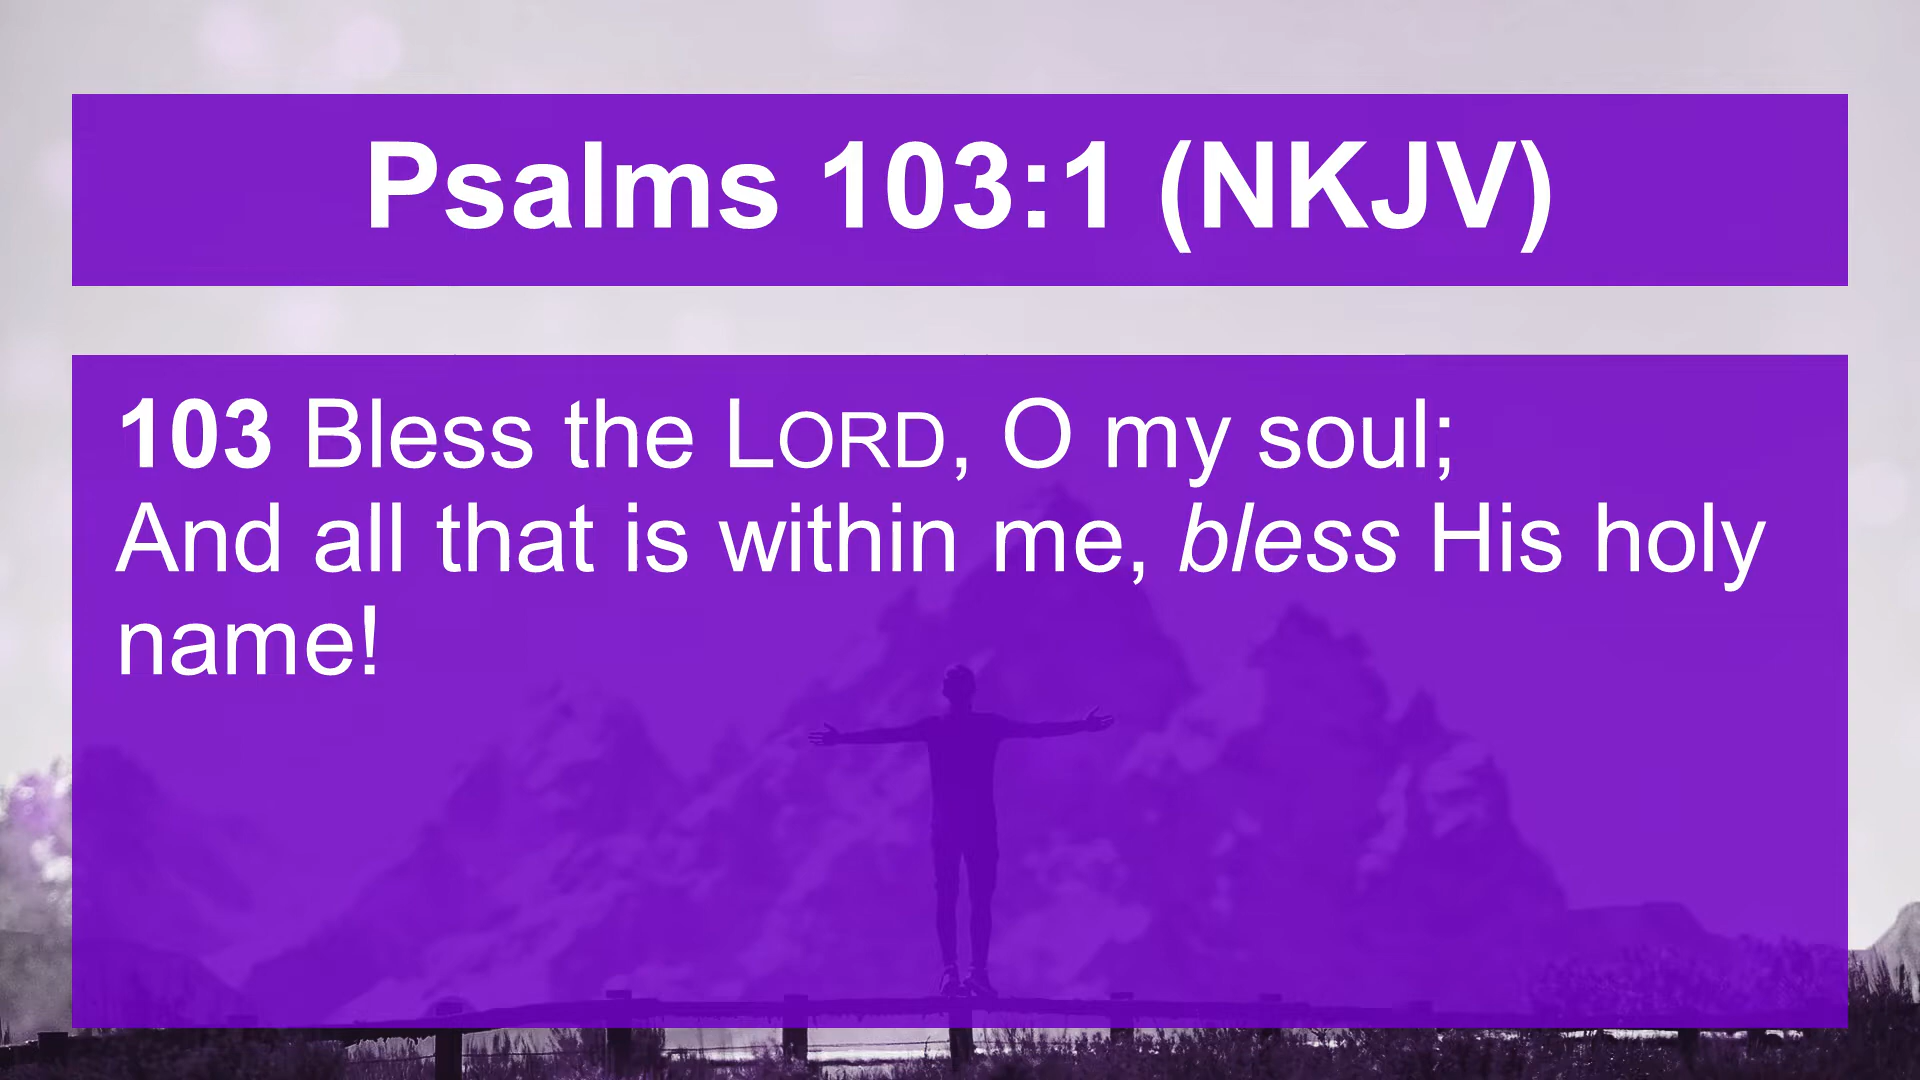 Psalms 103:1 (NKJV)
103 Bless the LORD, O my soul;
And all that is within me, bless His holy
name!